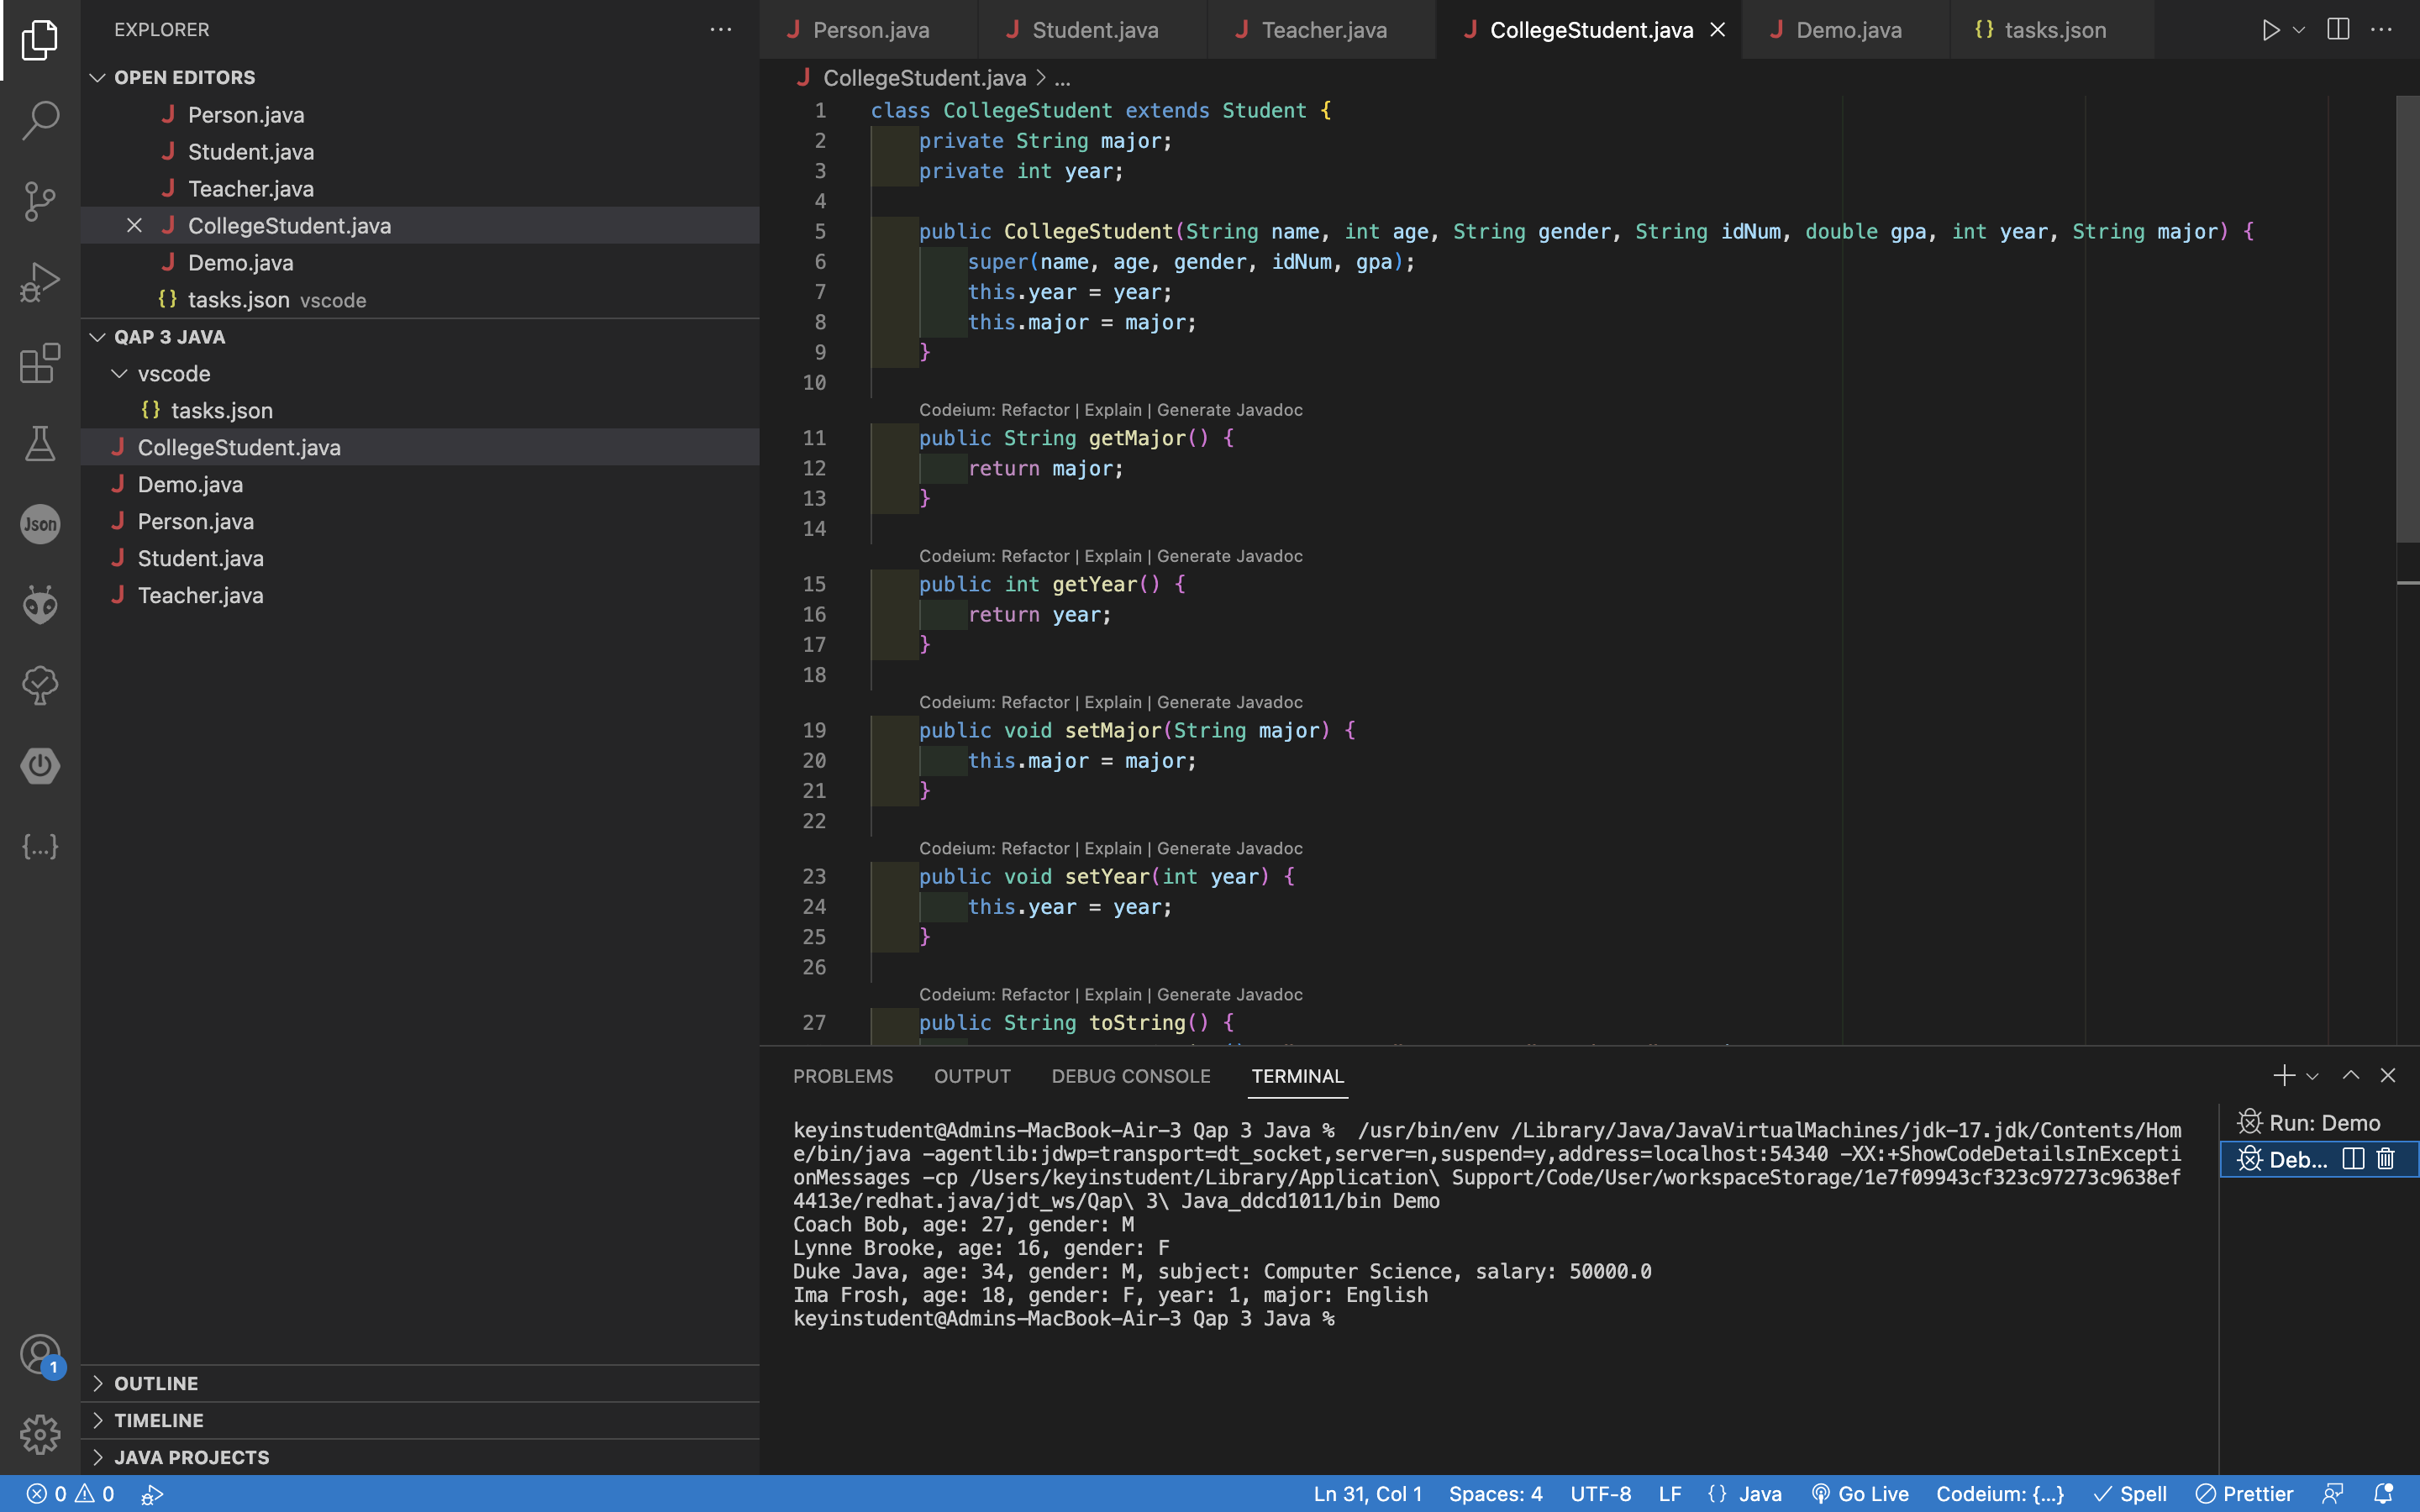 EXPLORER
OPEN EDITORS
Person.java
Student.java
Teacher.java
CollegeStudent.java
Demo.java
{} tasks.json vscode
QAP 3 JAVA
vscode
{} tasks.json
CollegeStudent.java
Demo.java
Person.java
Student.java
Teacher.java
Json
{...}
1
OUTLINE
TIMELINE
JAVA PROJECTS
Person.java Student.java Teacher.java CollegeStudent.java Demo.java {} tasks.json
CollegeStudent.java > ...
1 class CollegeStudent extends Student {
2 private String major;
3 private int year;
4
5 public CollegeStudent(String name, int age, String gender, String idNum, double gpa, int year, String major) {
6 super(name, age, gender, idNum, gpa);
7 this.year = year;
8 this.major = major;
9 }
10
Codeium: Refactor | Explain | Generate Javadoc
11 public String getMajor() {
12 return major;
13 }
14
Codeium: Refactor | Explain | Generate Javadoc
15 public int getYear() {
16 return year;
17 }
18
Codeium: Refactor | Explain | Generate Javadoc
19 public void setMajor(String major) {
20 this.major = major;
21 }
22
Codeium: Refactor | Explain | Generate Javadoc
23 public void setYear(int year) {
24 this.year = year;
25 }
26
Codeium: Refactor | Explain | Generate Javadoc
27 public String toString() {
PROBLEMS OUTPUT DEBUG CONSOLE TERMINAL
keyinstudent@Admins-MacBook-Air-3 Qap 3 Java % /usr/bin/env /Library/Java/JavaVirtualMachines/jdk-17.jdk/Contents/Hom
e/bin/java -agentlib:jdwp=transport=dt_socket,server=n,suspend=y,address=localhost:54340 -XX:+ShowCodeDetailsInExcepti
onMessages -cp /Users/keyinstudent/Library/Application\ Support/Code/User/workspaceStorage/1e7f09943cf323c97273c9638ef
4413e/redhat.java/jdt_ws/Qap\ 3\ Java_ddcd1011/bin Demo
Coach Bob, age: 27, gender: M
Lynne Brooke, age: 16, gender: F
Duke Java, age: 34, gender: M, subject: Computer Science, salary: 50000.0
Ima Frosh, age: 18, gender: F, year: 1, major: English
keyinstudent@Admins-MacBook-Air-3 Qap 3 Java %
Run: Demo
Deb...
0 0 Ln 31, Col 1 Spaces: 4 UTF-8 LF {} Java Go Live Codeium: {...} Spell Prettier